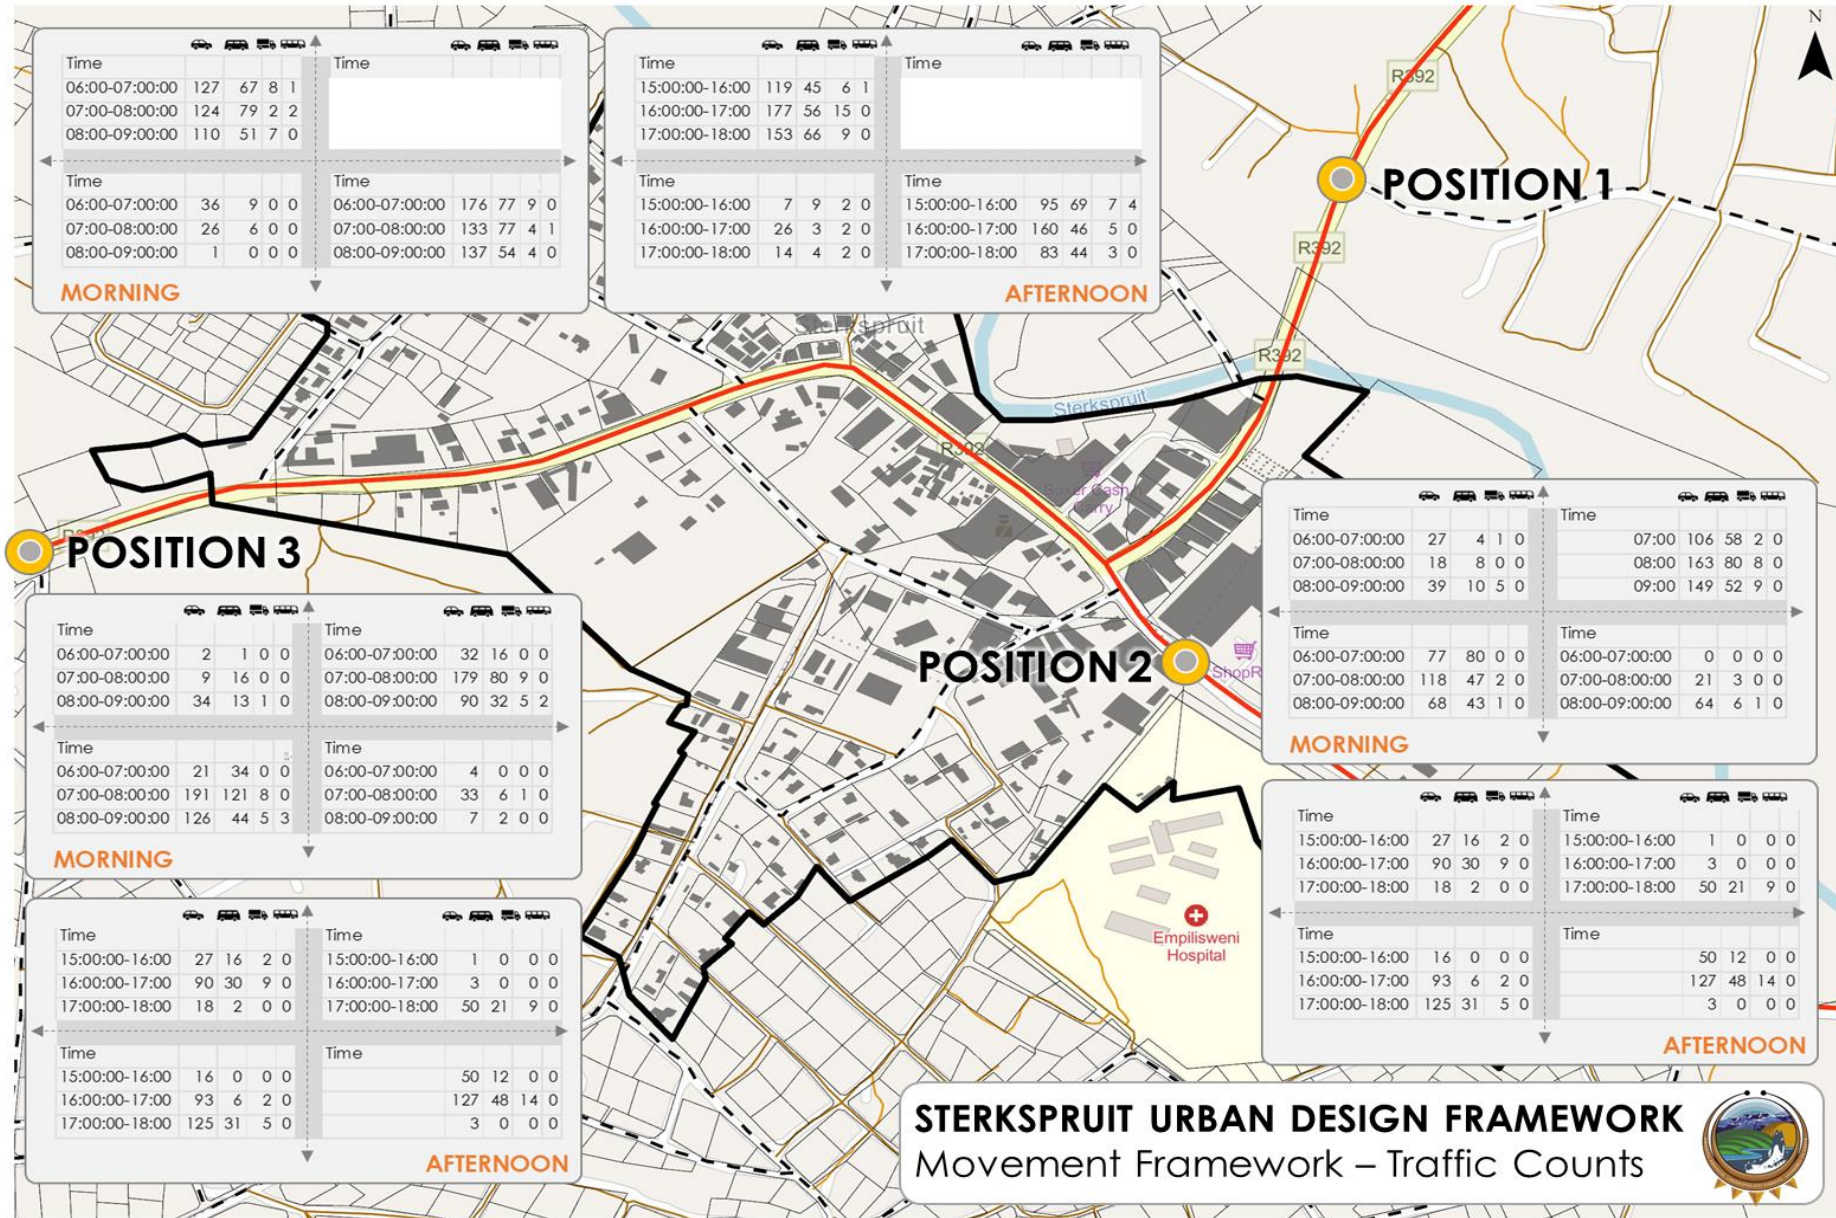 N
Time Time
06:00-07:00:00 127 67 8 1
07:00-08:00:00 124 79 2 2
08:00-09:00:00 110 51 7 0
Time Time
06:00-07:00:00 36 9 0 0 06:00-07:00:00 176 77 9 0
07:00-08:00:00 26 6 0 0 07:00-08:00:00 133 77 4 1
08:00-09:00:00 1 0 0 0 08:00-09:00:00 137 54 4 0
MORNING
Time Time
15:00:00-16:00 119 45 6 1
16:00:00-17:00 177 56 15 0
17:00:00-18:00 153 66 9 0
Time Time
15:00:00-16:00 7 9 2 0 15:00:00-16:00 95 69 7 4
16:00:00-17:00 26 3 2 0 16:00:00-17:00 160 46 5 0
17:00:00-18:00 14 4 2 0 17:00:00-18:00 83 44 3 0
AFTERNOON
R392
POSITION 1
R392
Sterkspruit
R392
Sterkspruit
R392
Boxer Cash n
Carry
POSITION 3
POSITION 2
ShopR
Time Time
06:00-07:00:00 27 4 1 0 07:00 106 58 2 0
07:00-08:00:00 18 8 0 0 08:00 163 80 8 0
08:00-09:00:00 39 10 5 0 09:00 149 52 9 0
Time Time
06:00-07:00:00 77 80 0 0 06:00-07:00:00 0 0 0 0
07:00-08:00:00 118 47 2 0 07:00-08:00:00 21 3 0 0
08:00-09:00:00 68 43 1 0 08:00-09:00:00 64 6 1 0
MORNING
Time Time
06:00-07:00:00 2 1 0 0 06:00-07:00:00 32 16 0 0
07:00-08:00:00 9 16 0 0 07:00-08:00:00 179 80 9 0
08:00-09:00:00 34 13 1 0 08:00-09:00:00 90 32 5 2
Time Time
06:00-07:00:00 21 34 0 0 06:00-07:00:00 4 0 0 0
07:00-08:00:00 191 121 8 0 07:00-08:00:00 33 6 1 0
08:00-09:00:00 126 44 5 3 08:00-09:00:00 7 2 0 0
MORNING
Time Time
15:00:00-16:00 27 16 2 0 15:00:00-16:00 1 0 0 0
16:00:00-17:00 90 30 9 0 16:00:00-17:00 3 0 0 0
17:00:00-18:00 18 2 0 0 17:00:00-18:00 50 21 9 0
Time Time
15:00:00-16:00 16 0 0 0 50 12 0 0
16:00:00-17:00 93 6 2 0 127 48 14 0
17:00:00-18:00 125 31 5 0 3 0 0 0
AFTERNOON
Empilisweni
Hospital
Time Time
15:00:00-16:00 27 16 2 0 15:00:00-16:00 1 0 0 0
16:00:00-17:00 90 30 9 0 16:00:00-17:00 3 0 0 0
17:00:00-18:00 18 2 0 0 17:00:00-18:00 50 21 9 0
Time Time
15:00:00-16:00 16 0 0 0 50 12 0 0
16:00:00-17:00 93 6 2 0 127 48 14 0
17:00:00-18:00 125 31 5 0 3 0 0 0
AFTERNOON
STERKSPRUIT URBAN DESIGN FRAMEWORK
Movement Framework – Traffic Counts